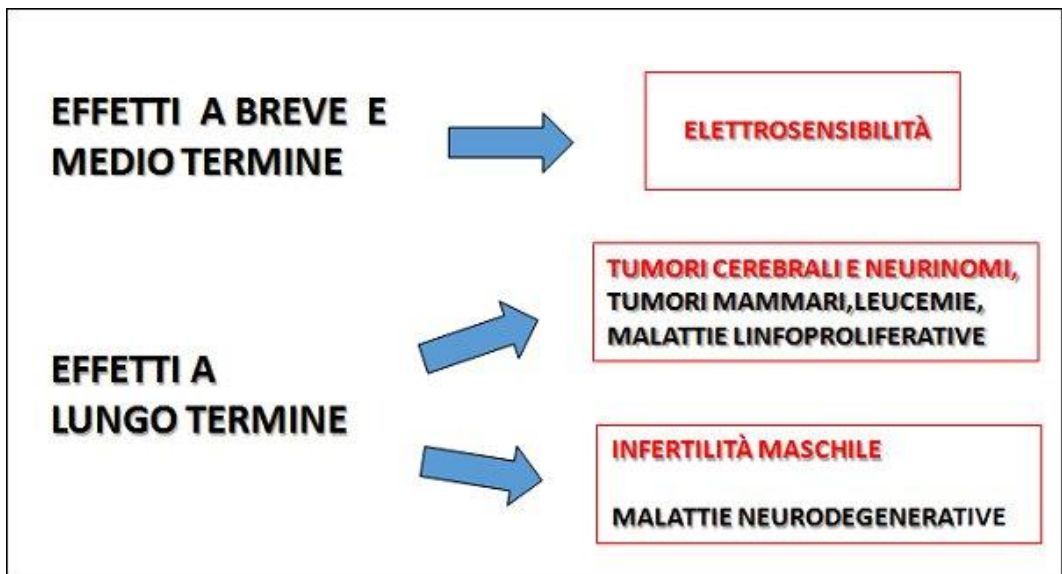 EFFETTI A BREVE E
MEDIO TERMINE
ELETTROSENSIBILITÀ
EFFETTI A
LUNGO TERMINE
TUMORI CEREBRALI E NEURINOMI,
TUMORI MAMMARI,LEUCEMIE,
MALATTIE LINFOPROLIFERATIVE
INFERTILITÀ MASCHILE
MALATTIE NEURODEGENERATIVE